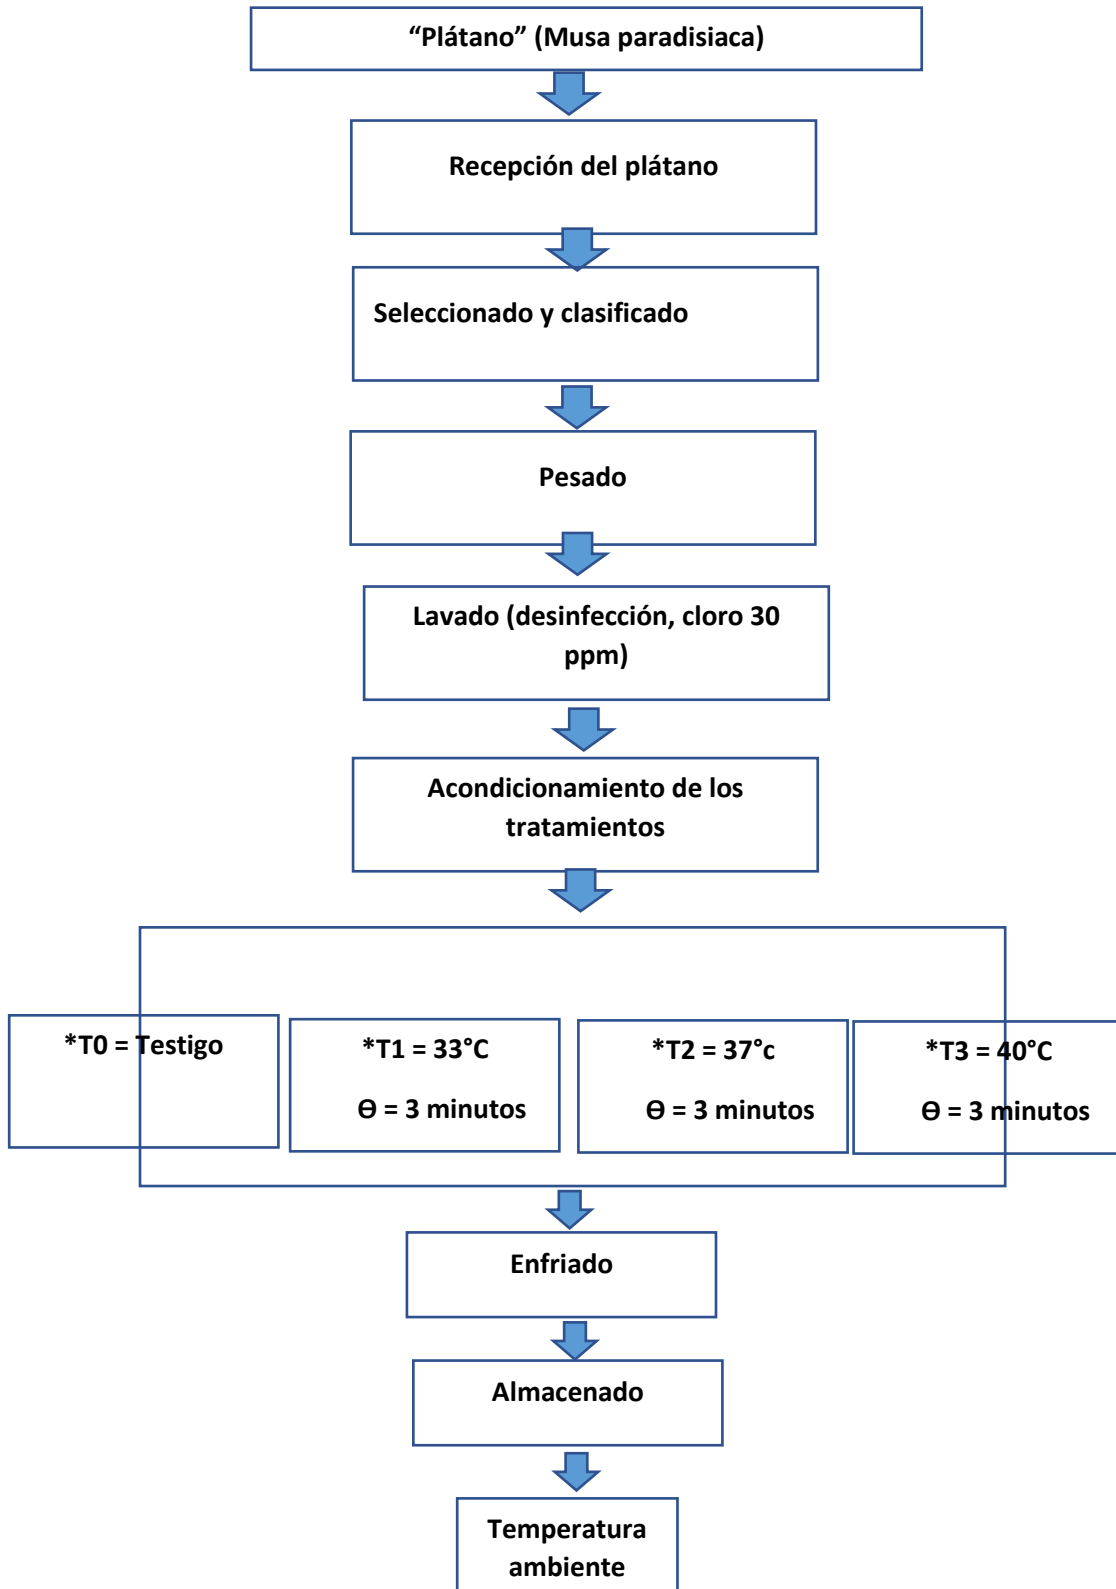 “Plátano” (Musa paradisiaca)
Recepción del plátano
Seleccionado y clasificado
Pesado
Lavado (desinfección, cloro 30
ppm)
Acondicionamiento de los
tratamientos
*T0 = Testigo
*T1 = 33°C
Ɵ = 3 minutos
*T2 = 37°c
Ɵ = 3 minutos
*T3 = 40°C
Ɵ = 3 minutos
Enfriado
Almacenado
Temperatura
ambiente